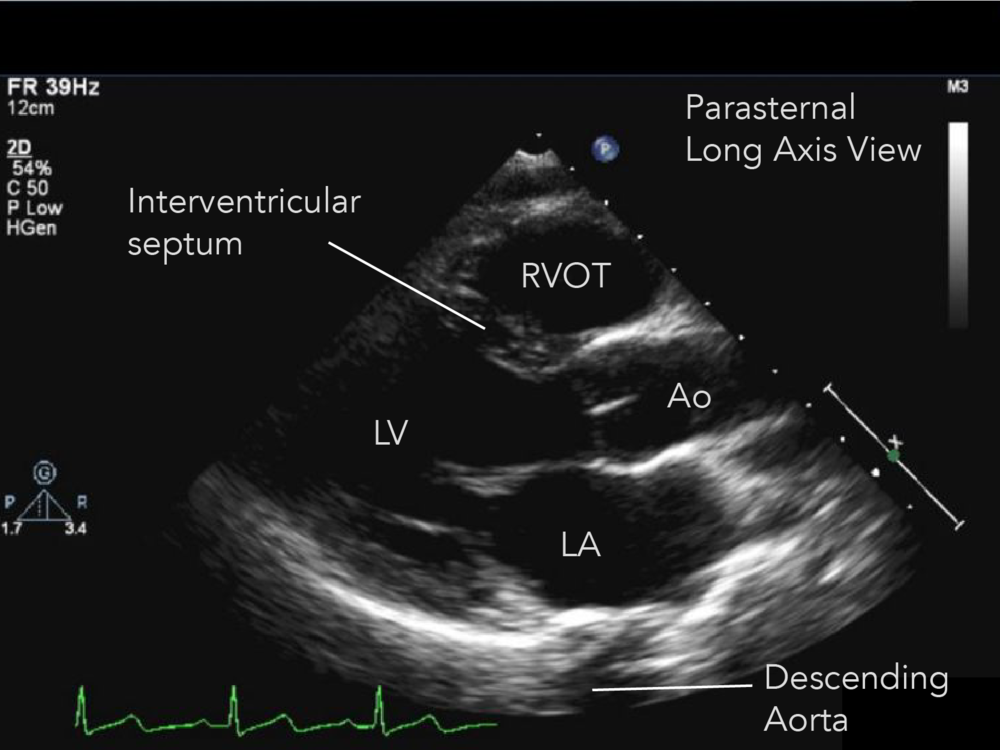 FR 39Hz
12cm
2D
54%
C 50
P Low
HGen
M3
Parasternal
Long Axis View
P
Interventricular
septum
RVOT
Ao
LV
LA
G
P R
1.7 3.4
Descending
Aorta